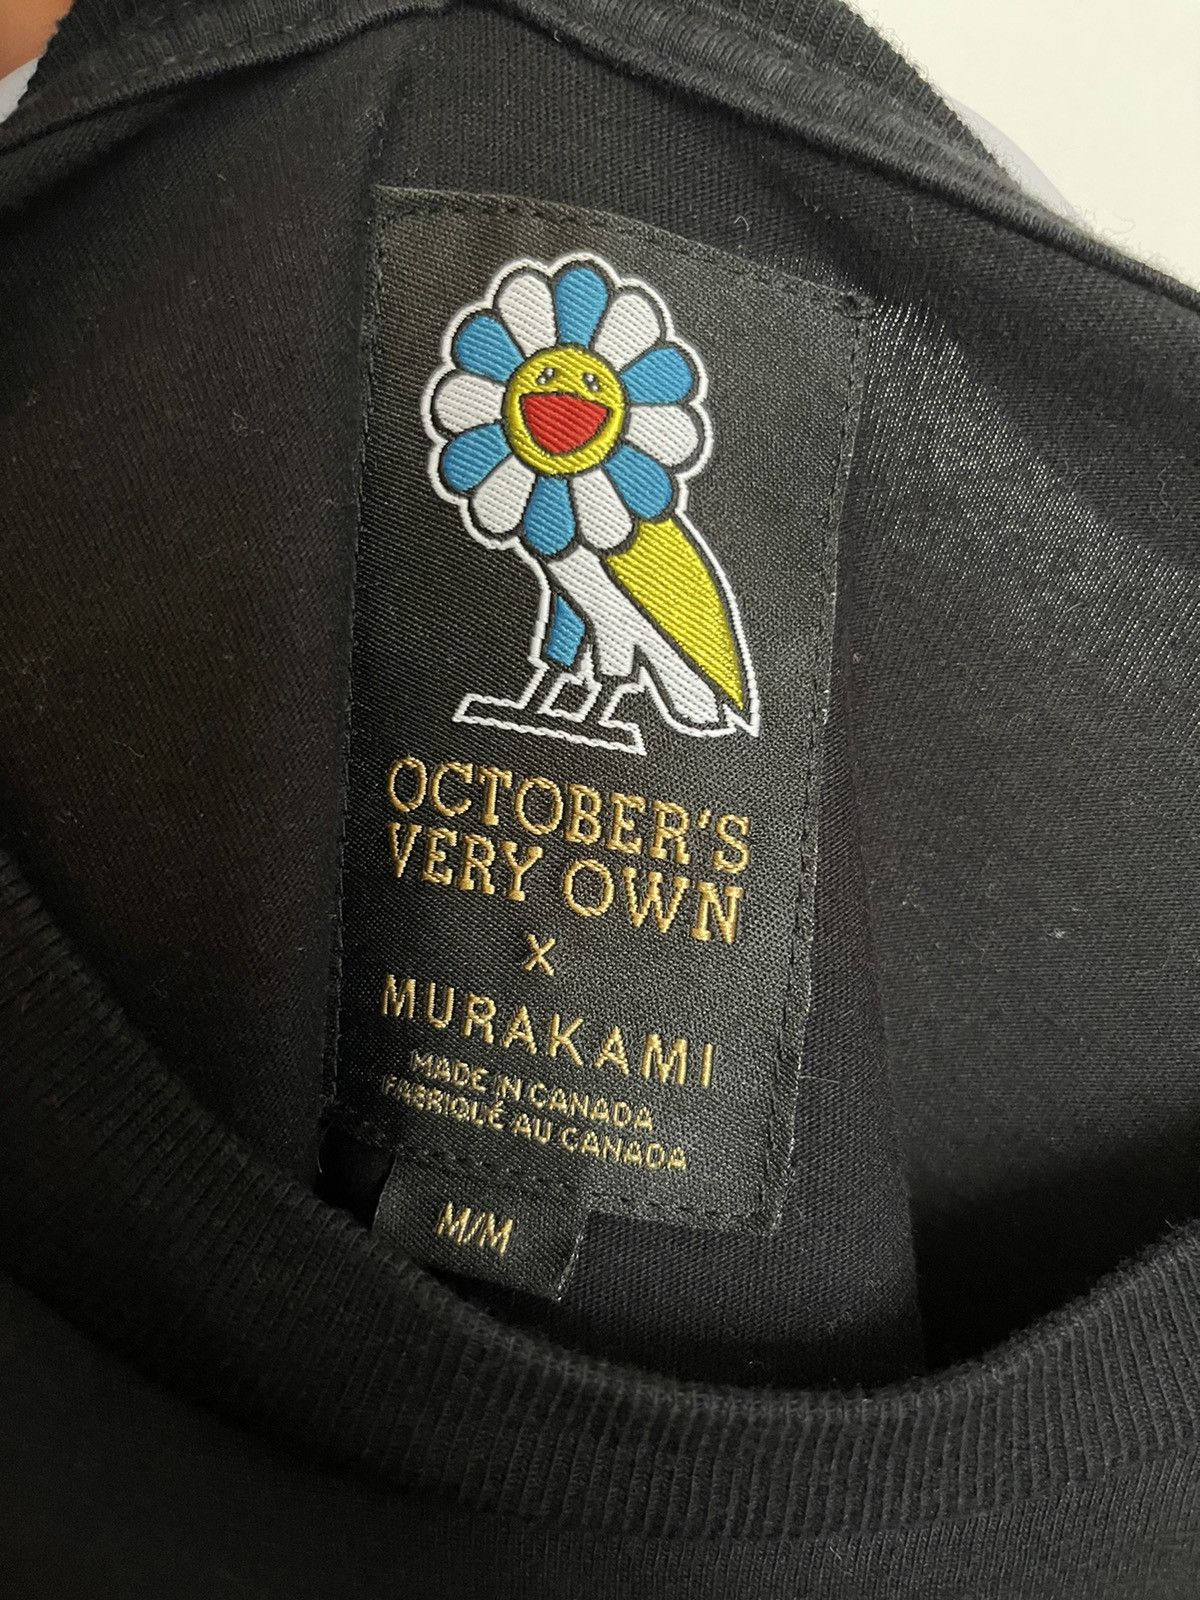 OCTOBER'S
VERY OWN
X
MURAKAMI
MADE IN CANADA
FABRIQUÉ AU CANADA
M/M